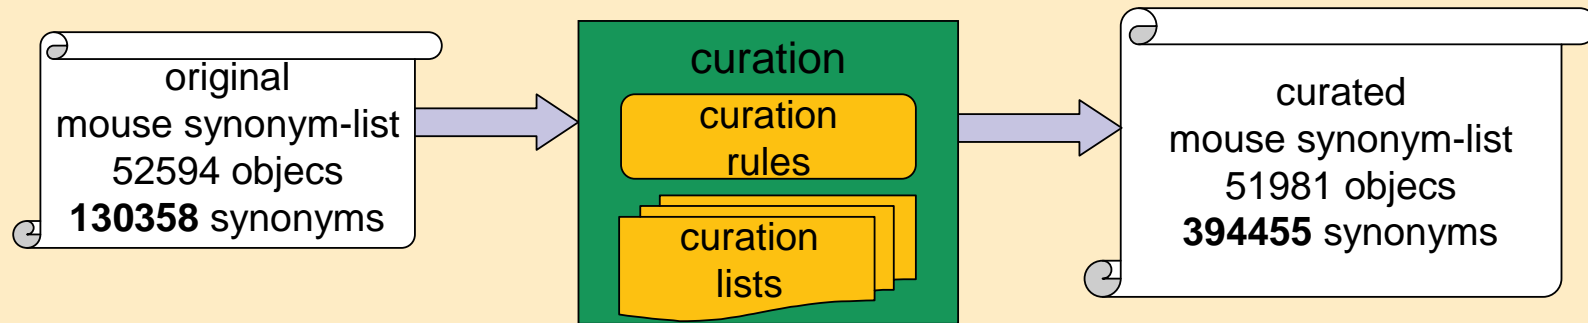 original
mouse synonym-list
52594 objecs
130358 synonyms
curation
curation
rules
curation
lists
curated
mouse synonym-list
51981 objecs
394455 synonyms